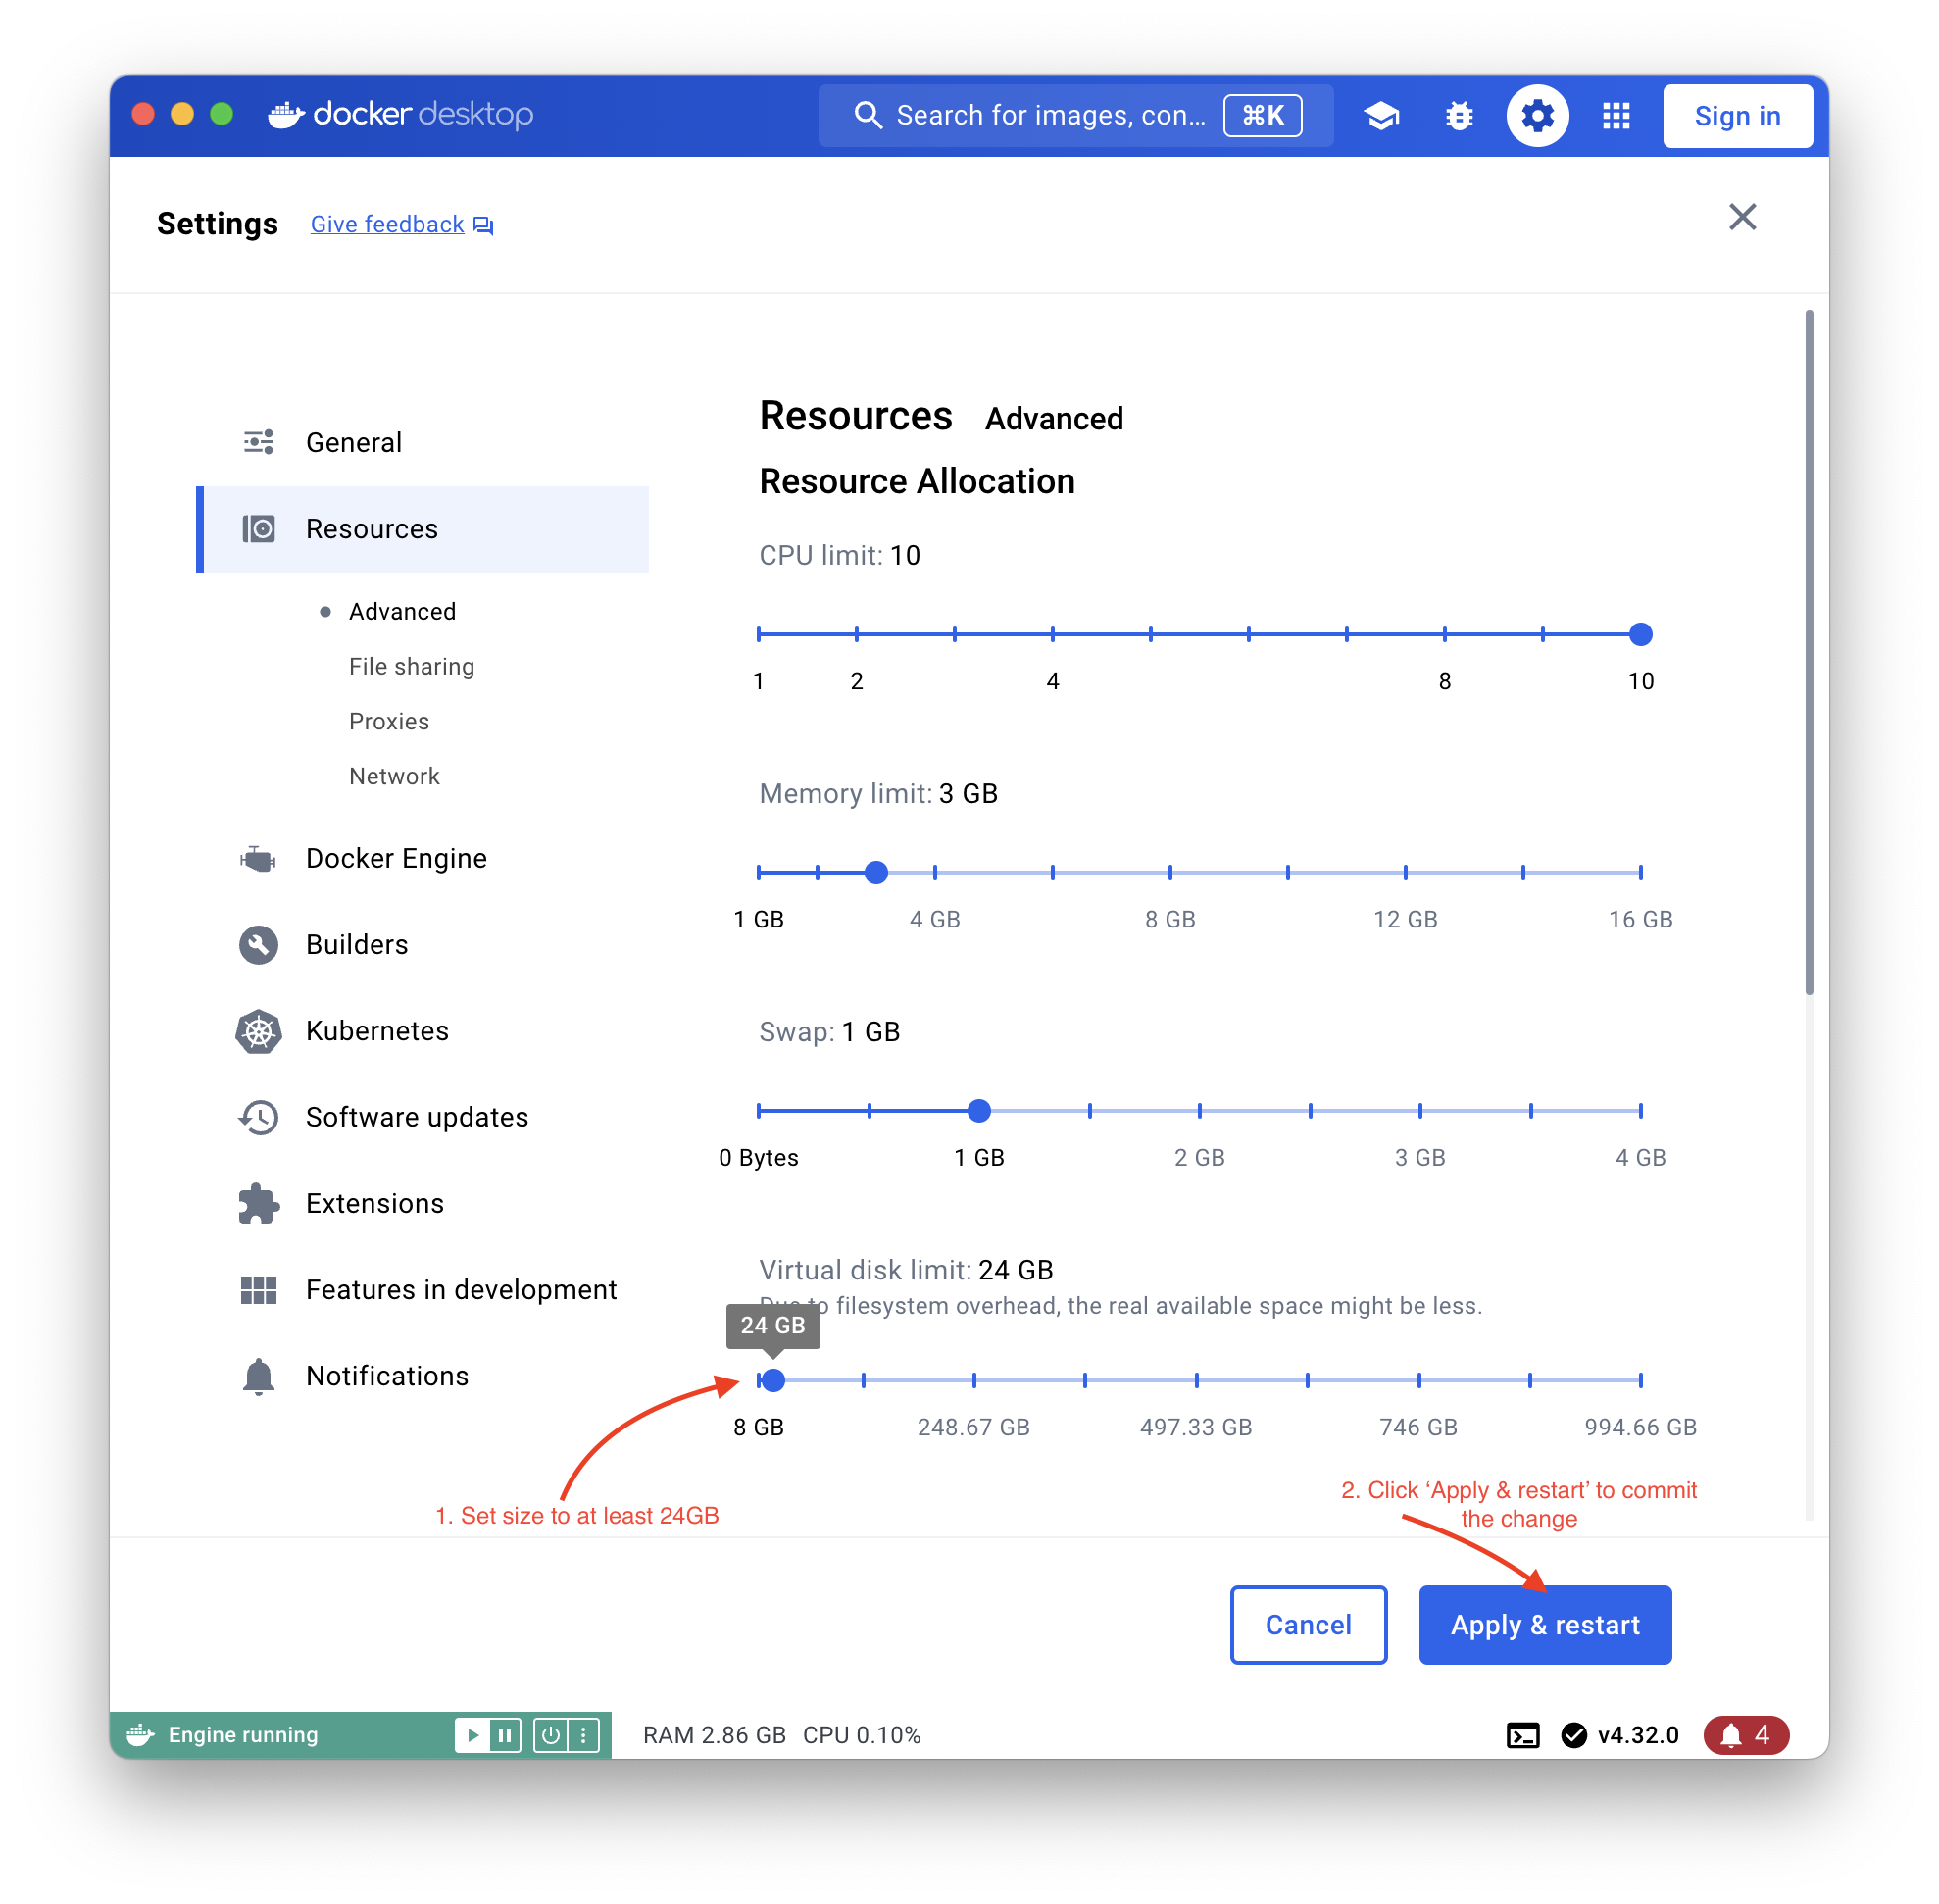 docker desktop
Search for images, con... ⌘K
Sign in
Settings Give feedback
General
Resources
Advanced
File sharing
Proxies
Network
Docker Engine
Builders
Kubernetes
Software updates
Extensions
Features in development
Notifications
Resources Advanced
Resource Allocation
CPU limit: 10
1 2 4 8 10
Memory limit: 3 GB
1 GB 4 GB 8 GB 12 GB 16 GB
Swap: 1 GB
0 Bytes 1 GB 2 GB 3 GB 4 GB
Virtual disk limit: 24 GB
Due to filesystem overhead, the real available space might be less.
24 GB
8 GB 248.67 GB 497.33 GB 746 GB 994.66 GB
1. Set size to at least 24GB
2. Click ‘Apply & restart’ to commit
the change
Cancel Apply & restart
Engine running RAM 2.86 GB CPU 0.10% v4.32.0 4